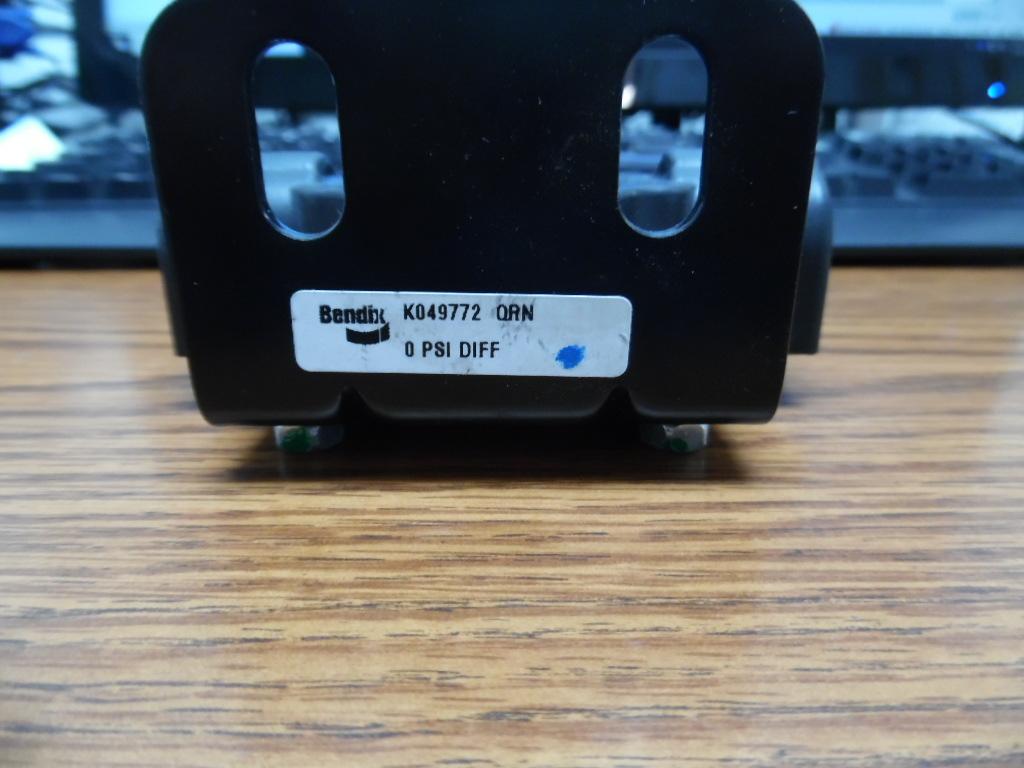 Bendix K049772 QRN
0 PSI DIFF